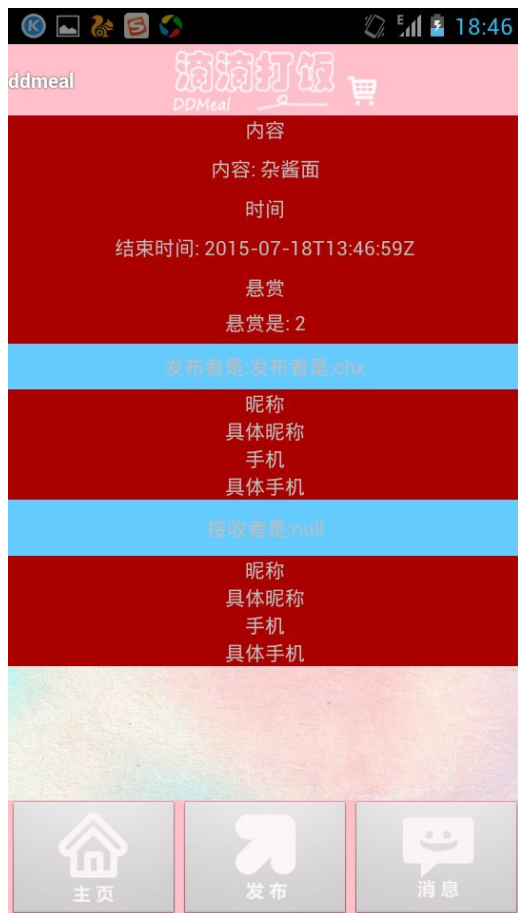 E 18:46
ddmeal
滴滴打饭
DDMeal
内容
内容: 杂酱面
时间
结束时间: 2015-07-18T13:46:59Z
悬赏
悬赏是: 2
发布者是:发布者是:chx
昵称
具体昵称
手机
具体手机
接收者是:null
昵称
具体昵称
手机
具体手机
主页 发布 消息